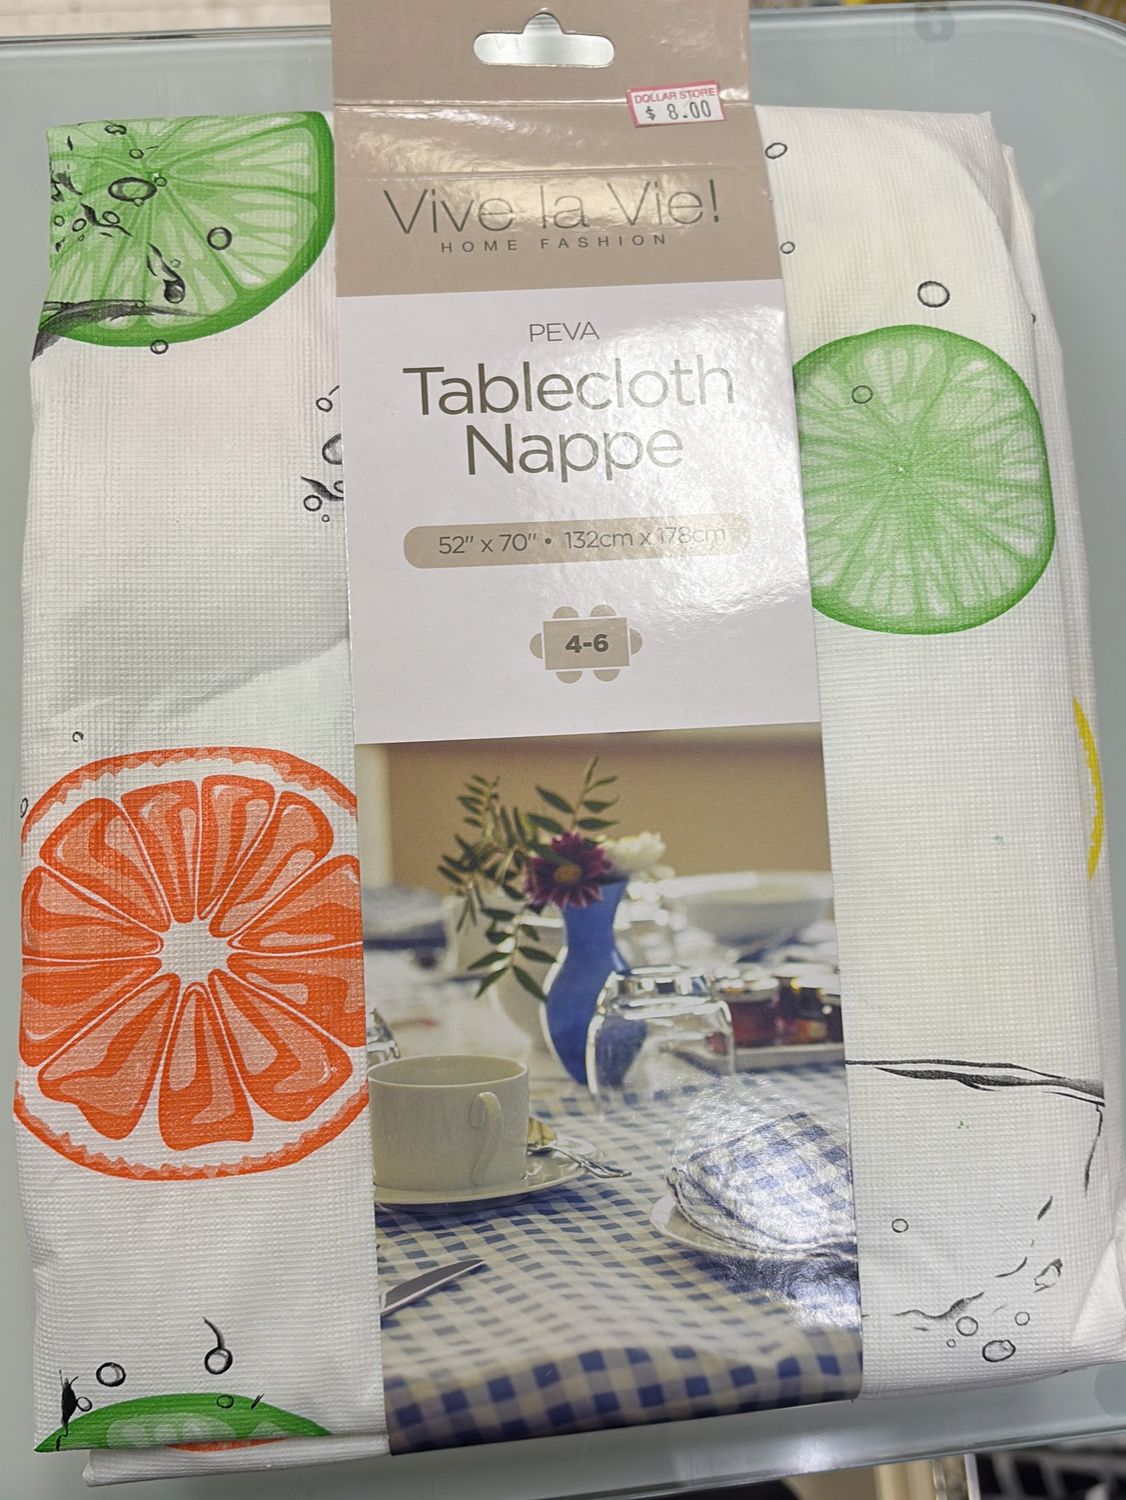 DOLLAR STORE
$ 8.00
Vive la Vie!
HOME FASHION
PEVA
Tablecloth
Nappe
52" x 70" • 132cm x 178cm
4-6